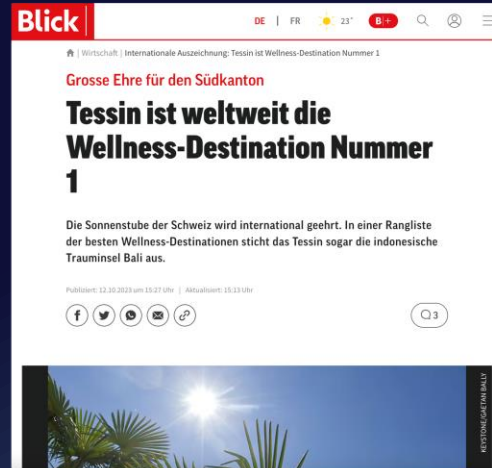 Blick
DE | FR 23° B+
| Wirtschaft | Internationale Auszeichnung: Tessin ist Wellness-Destination Nummer 1
Grosse Ehre für den Südkanton
Tessin ist weltweit die
Wellness-Destination Nummer
1
Die Sonnenstube der Schweiz wird international geehrt. In einer Rangliste
der besten Wellness-Destinationen sticht das Tessin sogar die indonesische
Trauminsel Bali aus.
Publiziert: 12.10.2023 um 15:27 Uhr | Aktualisiert: 15:13 Uhr
3
KEYSTONE/GAETAN BALLY